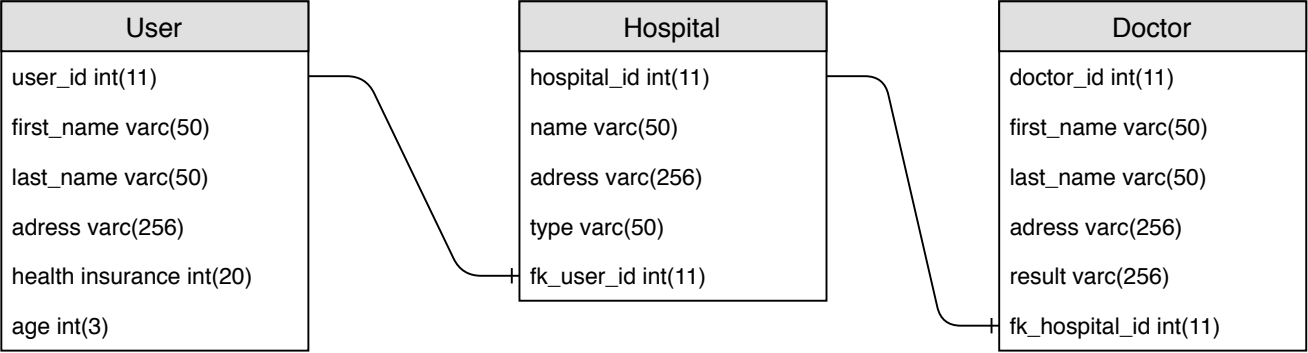 User
user_id int(11)
first_name varc(50)
last_name varc(50)
adress varc(256)
health insurance int(20)
age int(3)
Hospital
hospital_id int(11)
name varc(50)
adress varc(256)
type varc(50)
fk_user_id int(11)
Doctor
doctor_id int(11)
first_name varc(50)
last_name varc(50)
adress varc(256)
result varc(256)
fk_hospital_id int(11)